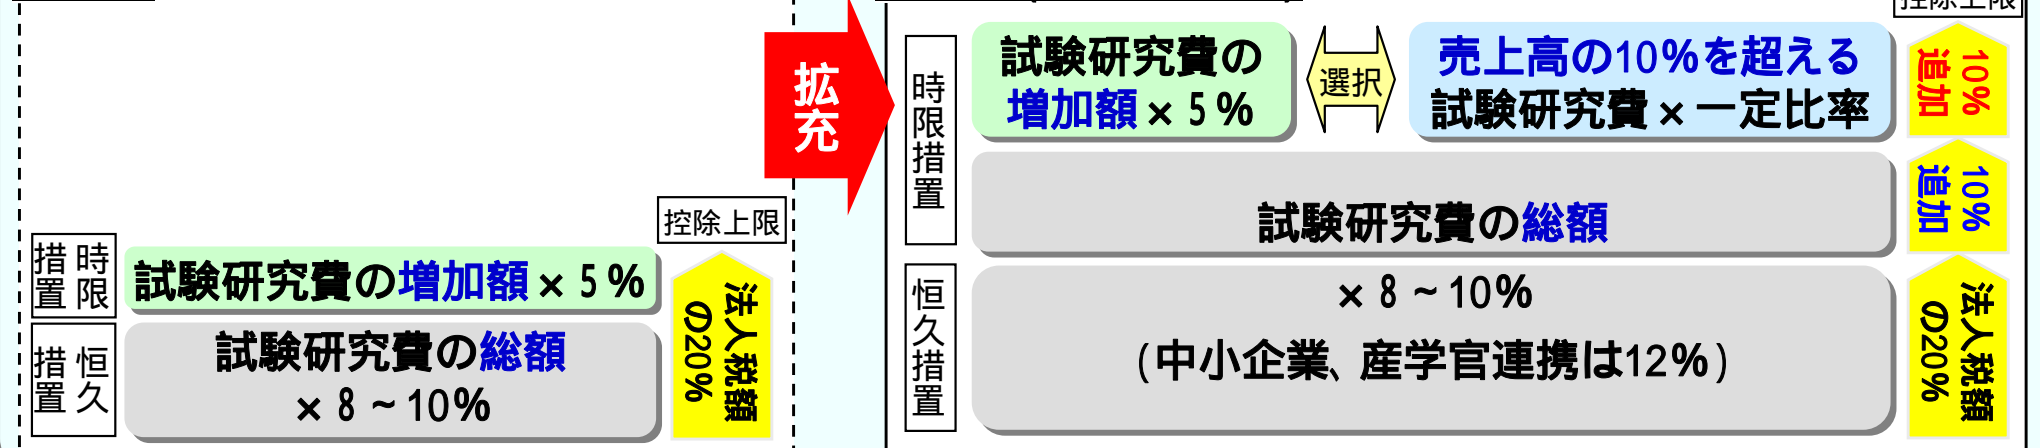 控除上限
時限
措置
試験研究費の増加額 × 5 %
恒久
措置
試験研究費の総額
× 8 ~ 10%
法人税額
の20%
拡充
控除上限
時限措置
試験研究費の
増加額 × 5 %
選択
売上高の10%を超える
試験研究費 × 一定比率
10%
追加
試験研究費の総額
10%
追加
恒久措置
× 8 ~ 10%
(中小企業、産学官連携は12%)
法人税額
の20%